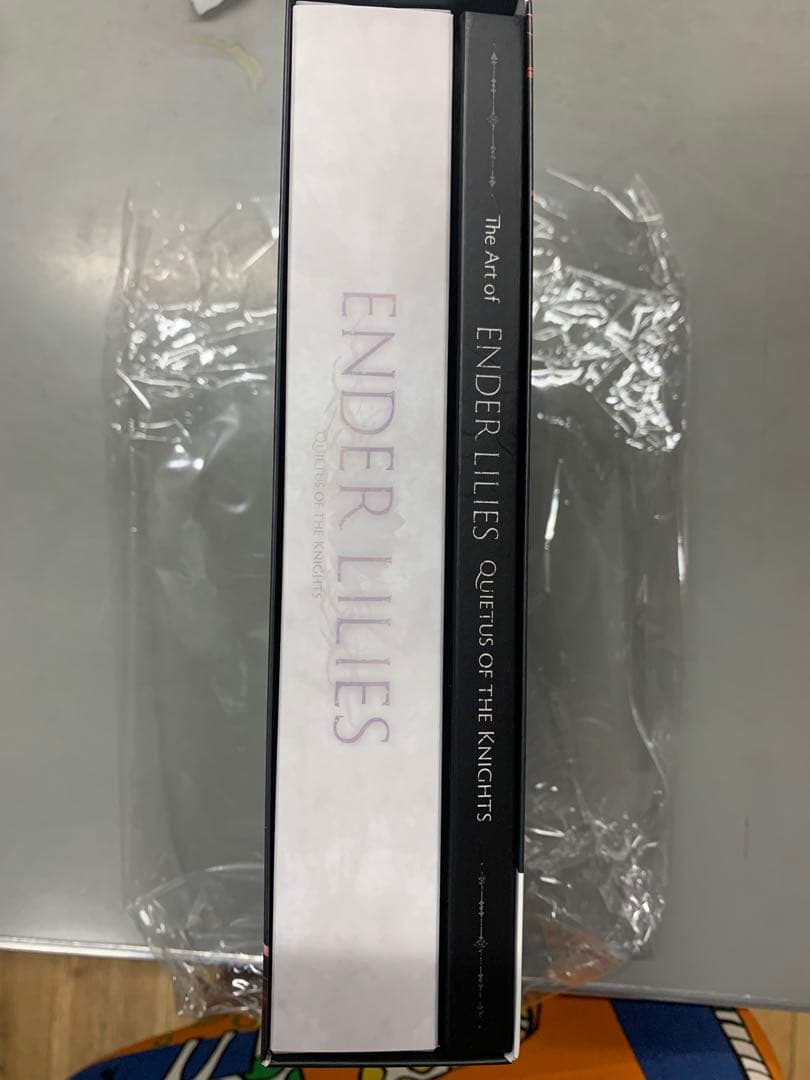 ENDER LILIES
QUIETUS OF THE KNIGHTS
The Art of ENDER LILIES QUIETUS OF THE KNIGHTS